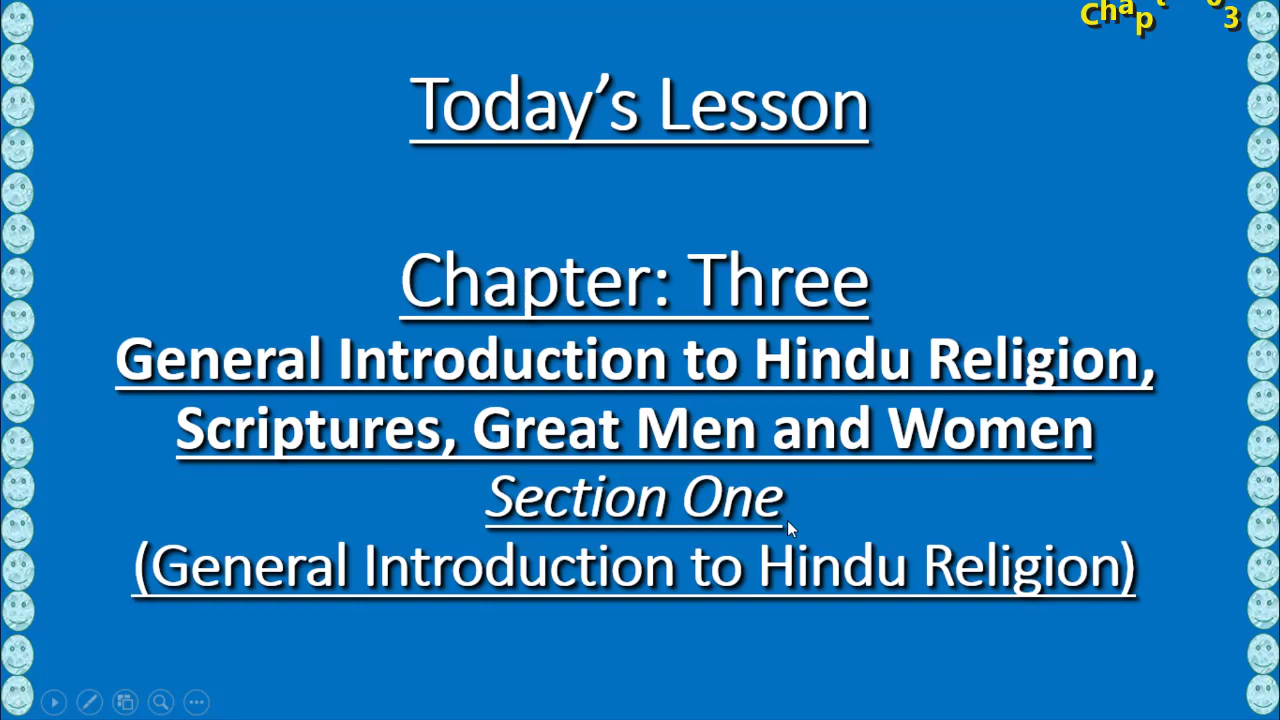 Today's Lesson
Chapter: Three
General Introduction to Hindu Religion,
Scriptures, Great Men and Women
Section One
(General Introduction to Hindu Religion)